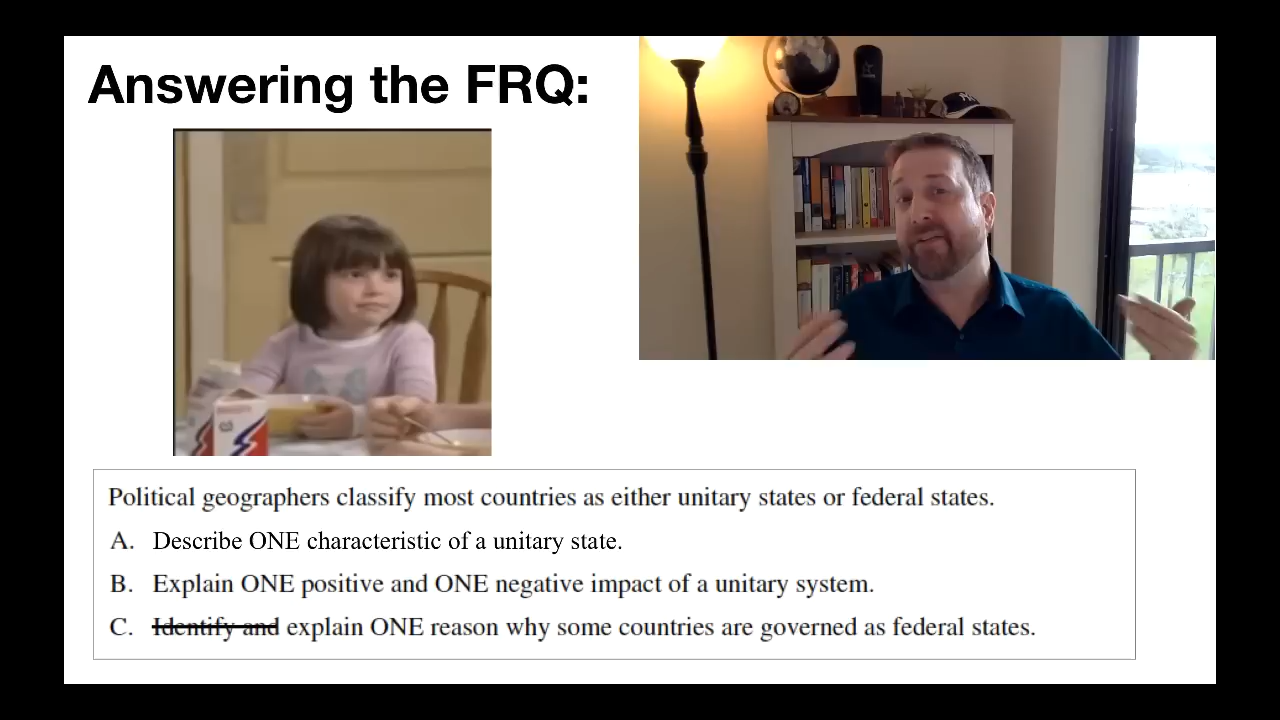 Answering the FRQ:
Political geographers classify most countries as either unitary states or federal states.
A. Describe ONE characteristic of a unitary state.
B. Explain ONE positive and ONE negative impact of a unitary system.
C. Identify and explain ONE reason why some countries are governed as federal states.